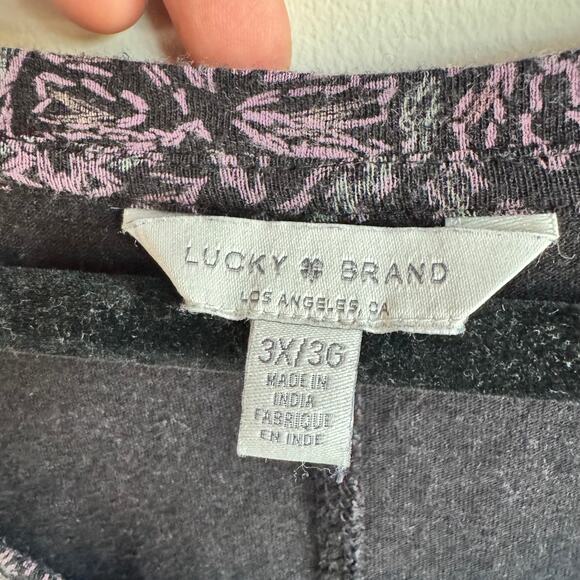 LUCKY BRAND
LOS ANGELES, CA
3X/3G
MADE IN
INDIA
FABRIQUE
EN INDE